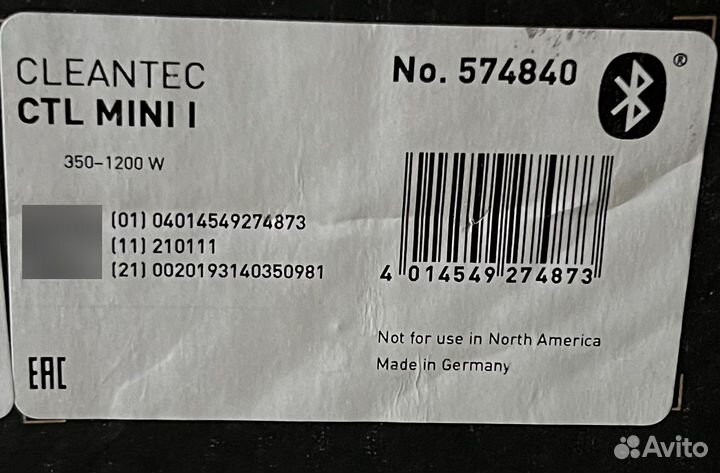 CLEANTEC
CTL MINI I
350-1200 W
No. 574840
®
(01) 04014549274873
(11) 210111
(21) 0020193140350981
4 014549 274873
Not for use in North America
Made in Germany
EAC
Avito